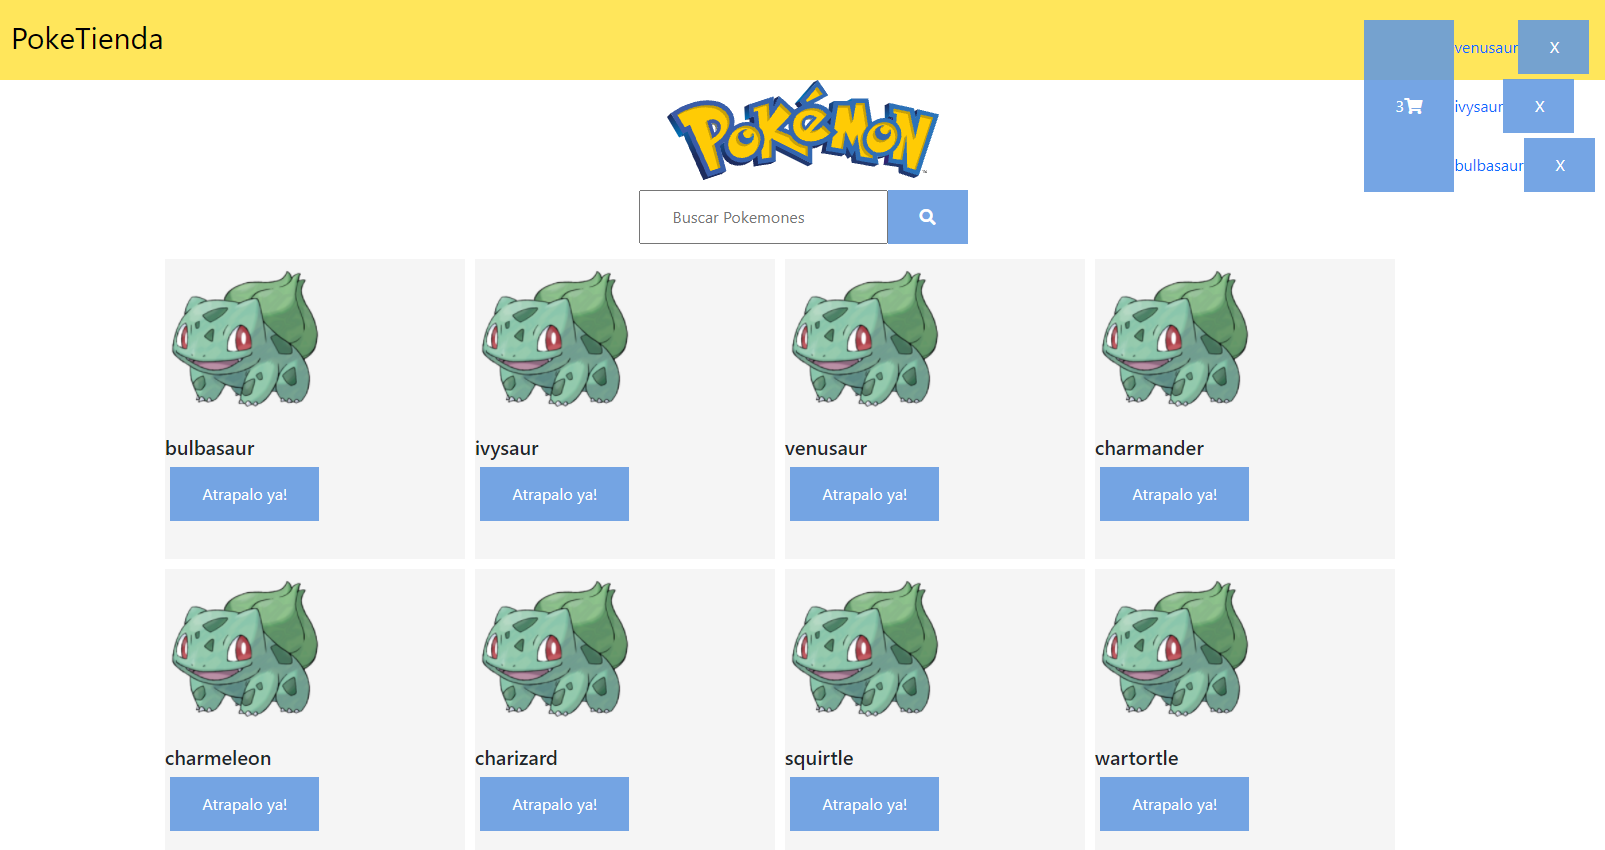 PokeTienda
venusaur X
3 ivysaur X
bulbasaur X
POKéMON
™
Buscar Pokemones
bulbasaur ivysaur venusaur charmander
Atrapalo ya! Atrapalo ya! Atrapalo ya! Atrapalo ya!
charmeleon charizard squirtle wartortle
Atrapalo ya! Atrapalo ya! Atrapalo ya! Atrapalo ya!